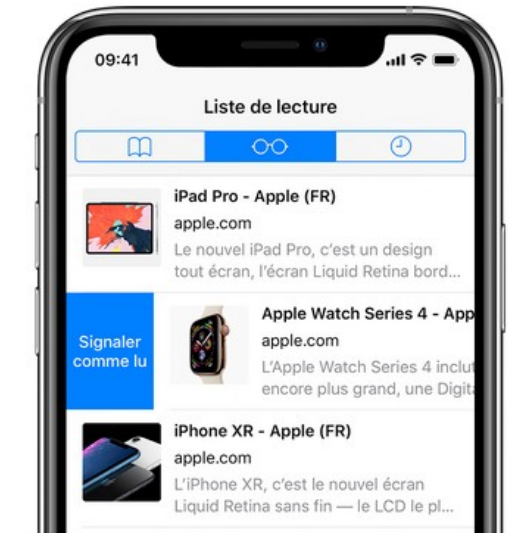 09:41
Liste de lecture
iPad Pro - Apple (FR)
apple.com
Le nouvel iPad Pro, c'est un design
tout écran, l'écran Liquid Retina bord...
Signaler
comme lu
Apple Watch Series 4 - App
apple.com
L'Apple Watch Series 4 inclut
encore plus grand, une Digit
iPhone XR - Apple (FR)
apple.com
L'iPhone XR, c'est le nouvel écran
Liquid Retina sans fin — le LCD le pl...